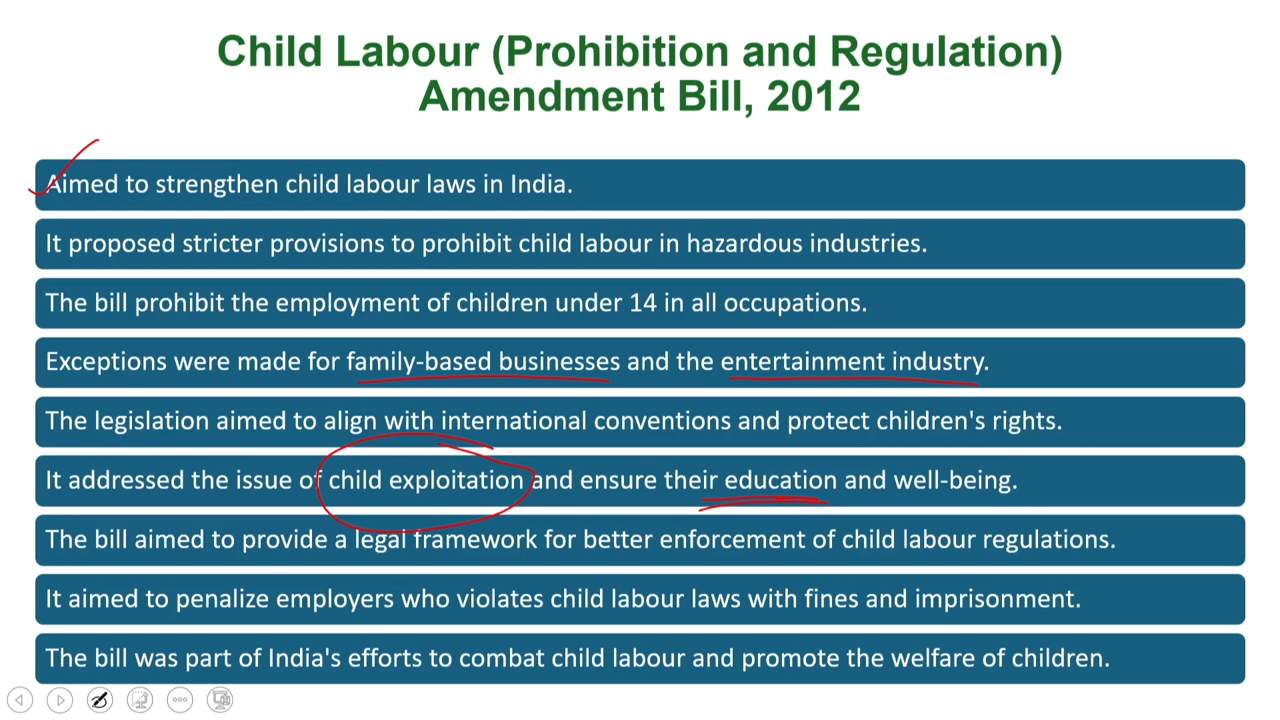 Child Labour (Prohibition and Regulation)
Amendment Bill, 2012
Aimed to strengthen child labour laws in India.
It proposed stricter provisions to prohibit child labour in hazardous industries.
The bill prohibit the employment of children under 14 in all occupations.
Exceptions were made for family-based businesses and the entertainment industry.
The legislation aimed to align with international conventions and protect children's rights.
It addressed the issue of child exploitation and ensure their education and well-being.
The bill aimed to provide a legal framework for better enforcement of child labour regulations.
It aimed to penalize employers who violates child labour laws with fines and imprisonment.
The bill was part of India's efforts to combat child labour and promote the welfare of children.